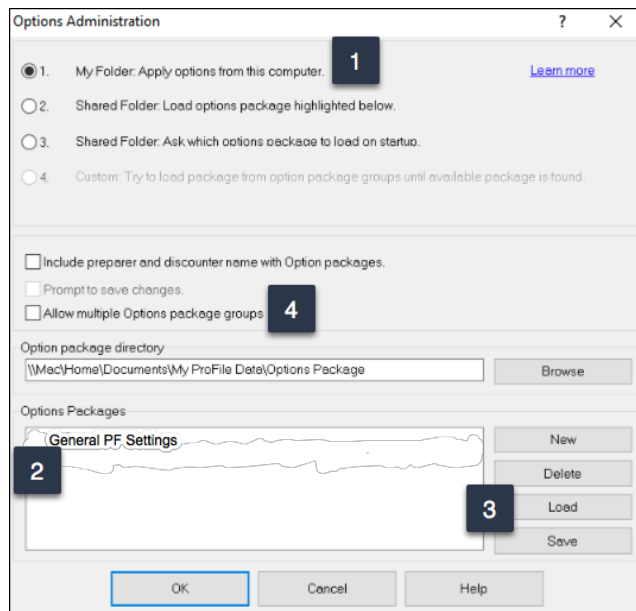 Options Administration ? X
1
1. My Folder: Apply options from this computer. Learn more
2. Shared Folder: Load options package highlighted below.
3. Shared Folder: Ask which options package to load on startup.
4. Custom: Try to load package from option package groups until available package is found.
Include preparer and discounter name with Option packages.
Prompt to save changes.
Allow multiple Options package groups
4
Option package directory
\\Mac\Home\Documents\My ProFile Data\Options Package Browse
Options Packages
General PF Settings
2
New
Delete
3
Load
Save
OK Cancel Help